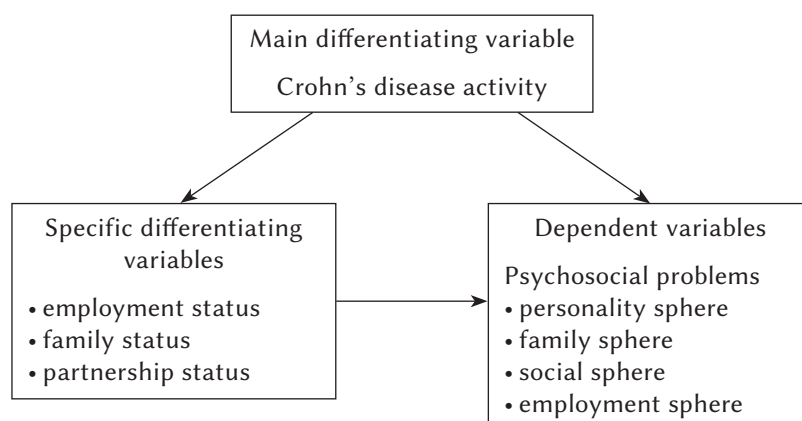 Main differentiating variable
Crohn’s disease activity
Specific differentiating
variables
• employment status
• family status
• partnership status
Dependent variables
Psychosocial problems
• personality sphere
• family sphere
• social sphere
• employment sphere